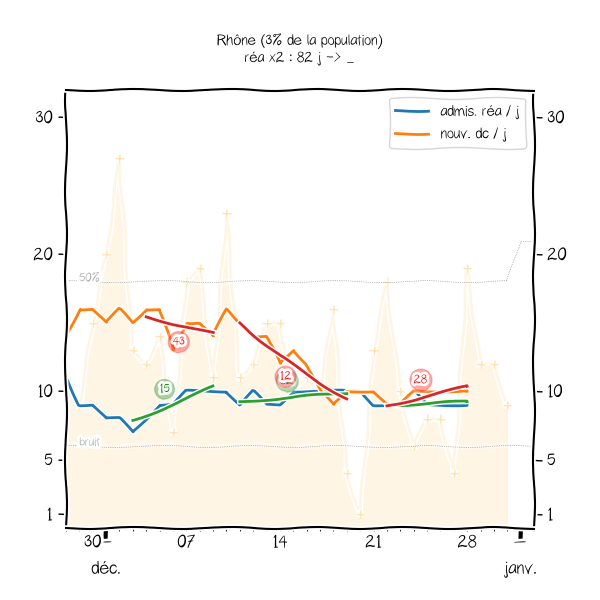 Rhône (3% de la population)
réa x2 : 82 j -> _
admis. réa / j
nouv. dc / j
30
30
20
20
50%
43
15
12
28
10
10
bruit
5
5
1
1
30
07
14
21
28
déc.
janv.